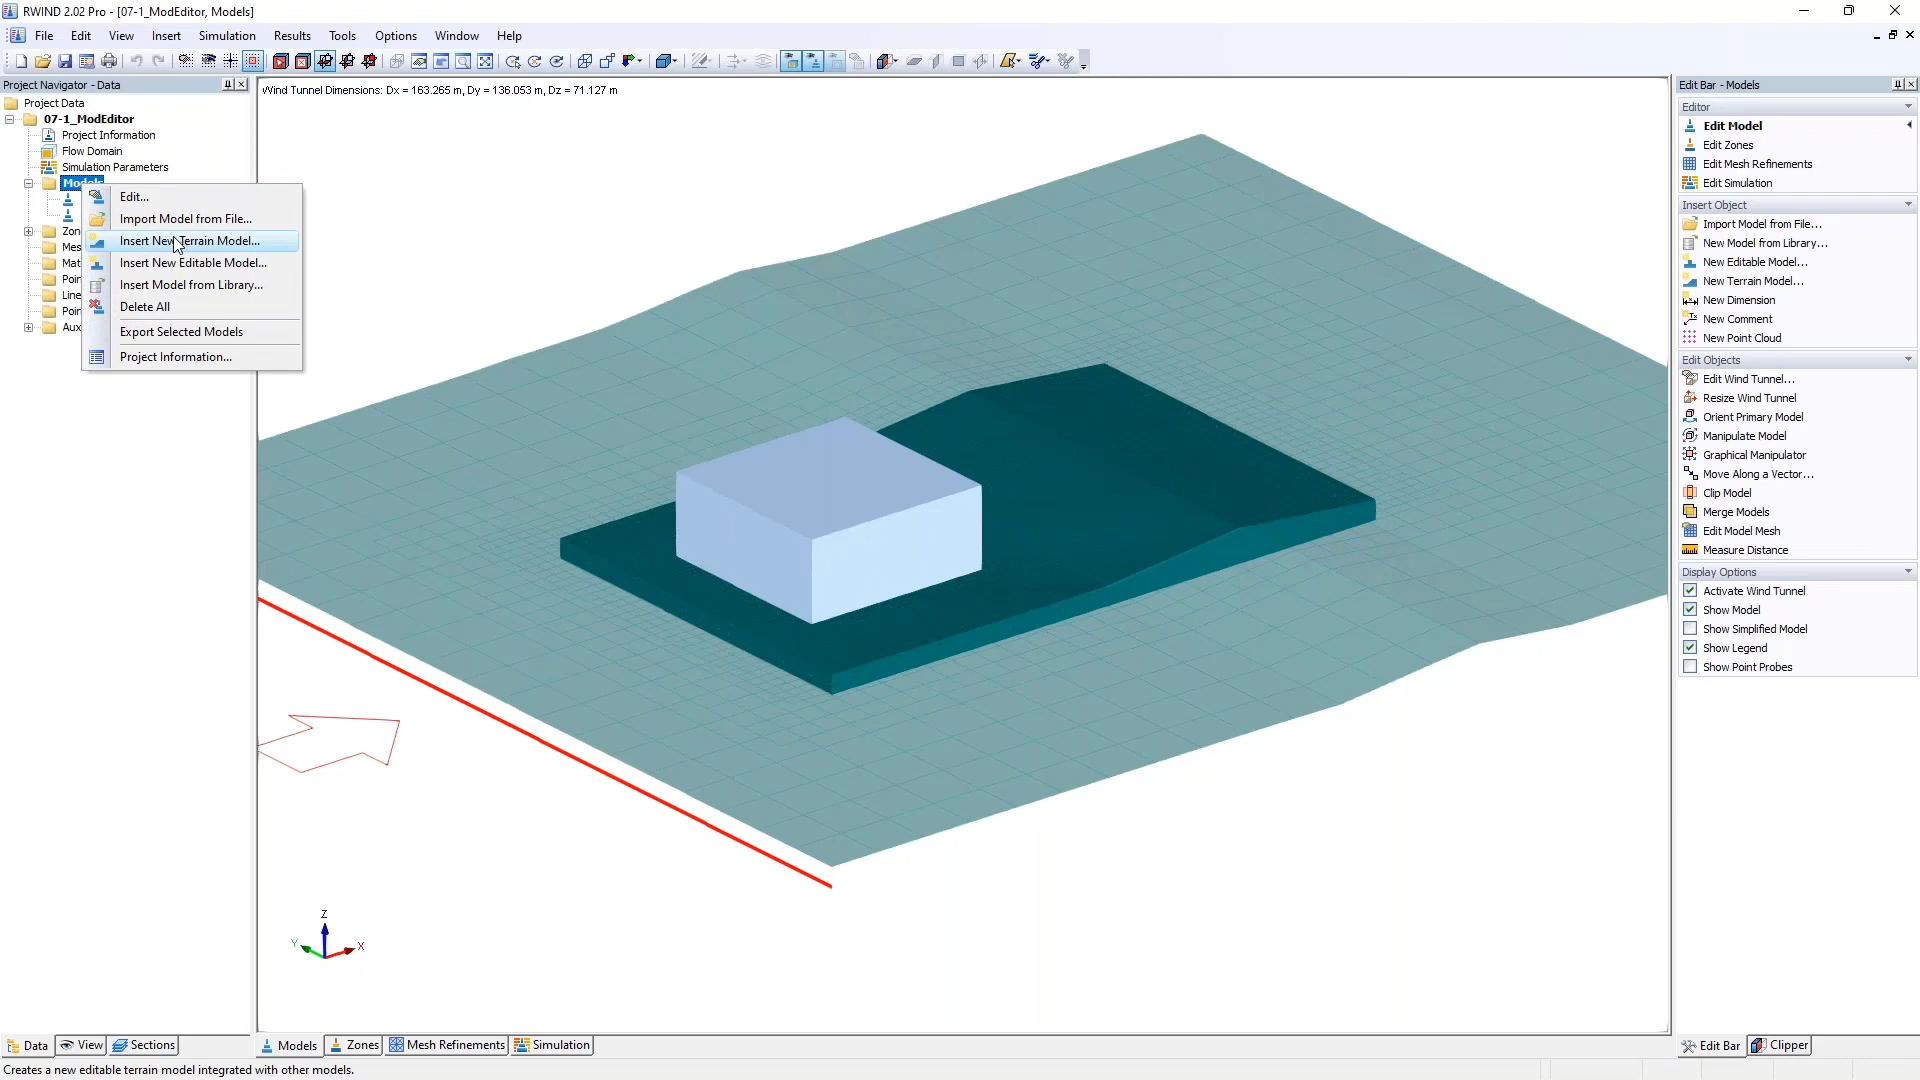 RWIND 2.02 Pro - [07-1_ModEditor, Models]
File Edit View Insert Simulation Results Tools Options Window Help
Project Navigator - Data
Project Data
07-1_ModEditor
Project Information
Flow Domain
Simulation Parameters
Models
Zon
Mes
Mat
Poin
Line
Poin
Aux
Edit...
Import Model from File...
Insert New Terrain Model...
Insert New Editable Model...
Insert Model from Library...
Delete All
Export Selected Models
Project Information...
Wind Tunnel Dimensions: Dx = 163.265 m, Dy = 136.053 m, Dz = 71.127 m
Z
Y
X
Edit Bar - Models
Editor
Edit Model
Edit Zones
Edit Mesh Refinements
Edit Simulation
Insert Object
Import Model from File...
New Model from Library...
New Editable Model...
New Terrain Model...
New Dimension
New Comment
New Point Cloud
Edit Objects
Edit Wind Tunnel...
Resize Wind Tunnel
Orient Primary Model
Manipulate Model
Graphical Manipulator
Move Along a Vector...
Clip Model
Merge Models
Edit Model Mesh
Measure Distance
Display Options
Activate Wind Tunnel
Show Model
Show Simplified Model
Show Legend
Show Point Probes
Data View Sections
Models Zones Mesh Refinements Simulation
Edit Bar Clipper
Creates a new editable terrain model integrated with other models.